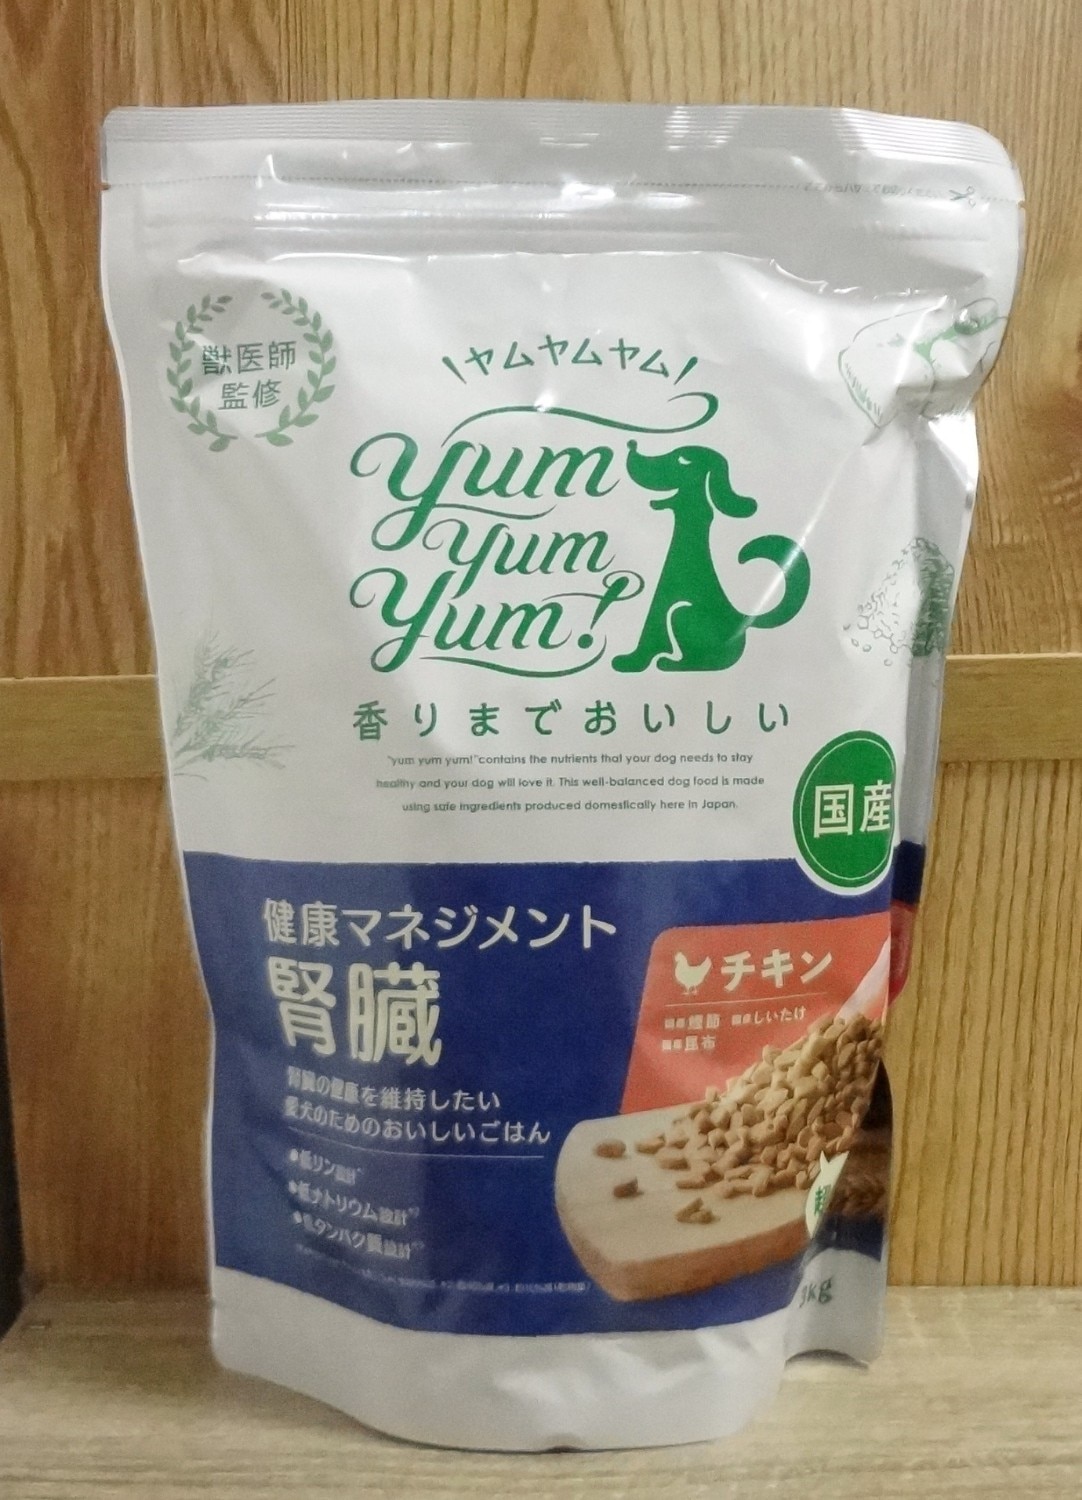 獣医師
監修
ヤムヤムヤム!
yum
yum
yum!
香りまでおいしい
"yum yum yum!"contains the nutrients that your dog needs to stay
healthy and your dog will love it. This well-balanced dog food is made
using safe ingredients produced domestically here in Japan.
国産
健康マネジメント
腎臓
チキン
鰹節 しいたけ
昆布
腎臓の健康を維持したい
愛犬のためのおいしいごはん
●低リン設計
●低ナトリウム設計
●低タンパク質設計
超
kg